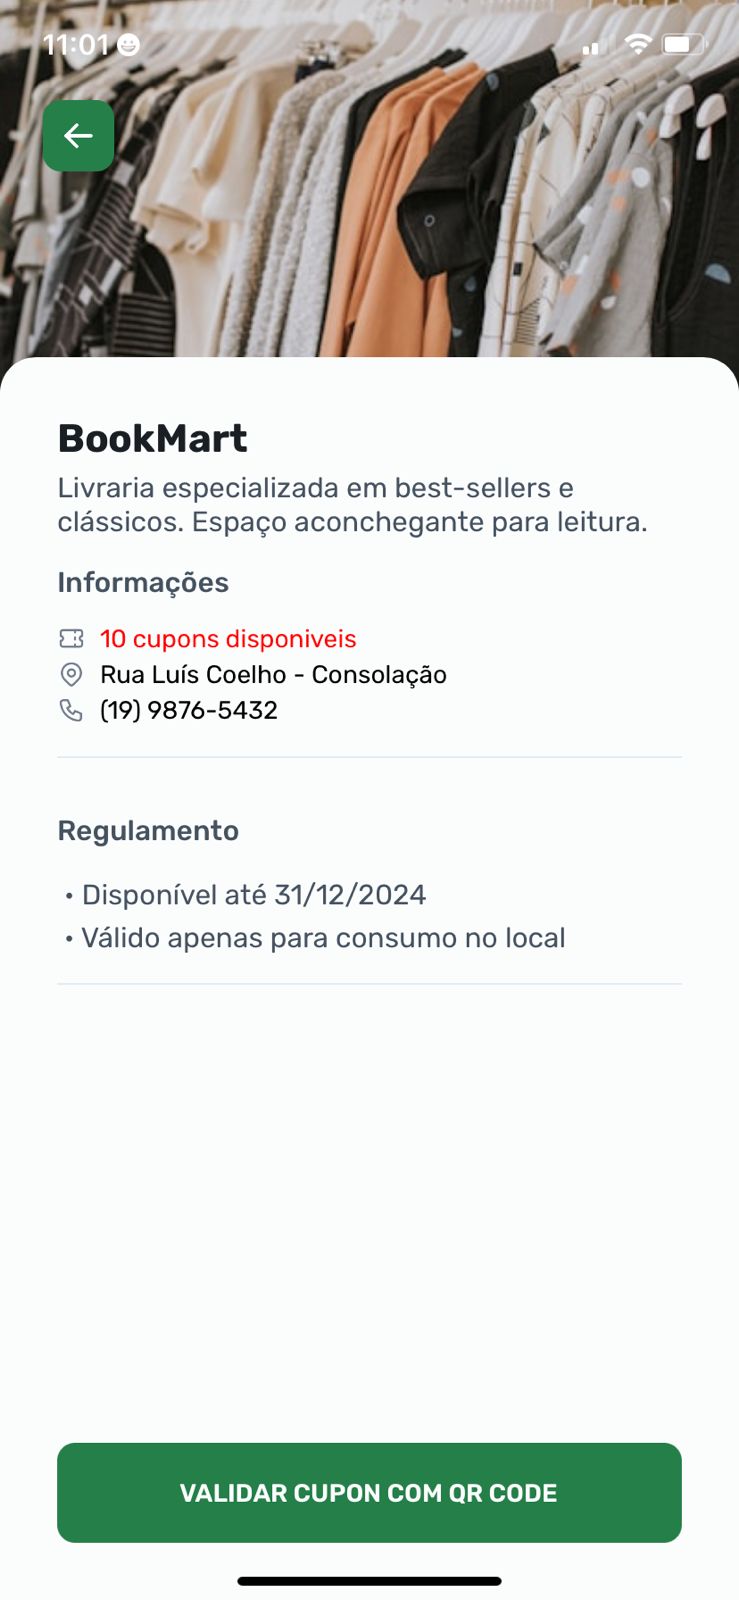 11:01
BookMart
Livraria especializada em best-sellers e
clássicos. Espaço aconchegante para leitura.
Informações
10 cupons disponiveis
Rua Luís Coelho - Consolação
(19) 9876-5432
Regulamento
• Disponível até 31/12/2024
• Válido apenas para consumo no local
VALIDAR CUPON COM QR CODE